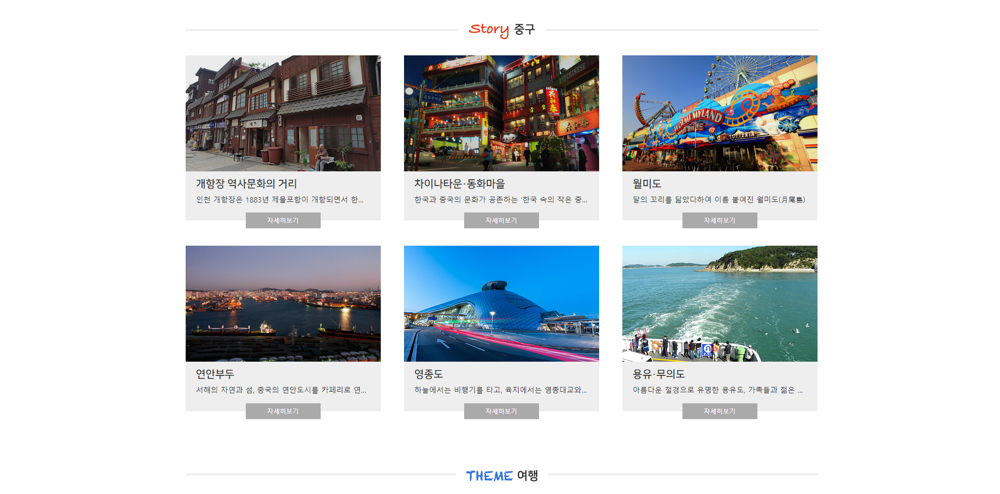 Story 중구
燕京
CHINESE
共和春
WOLMI MYLAND
LOTTERIA
개항장 역사문화의 거리
차이나타운·동화마을
월미도
인천 개항장은 1883년 제물포항이 개항되면서 한...
한국과 중국의 문화가 공존하는 '한국 속의 작은 중...
달의 꼬리를 닮았다하여 이름 붙여진 월미도(月尾島)
자세히보기
자세히보기
자세히보기
연안부두
영종도
용유·무의도
서해의 자연과 섬, 중국의 연안도시를 카페리로 연...
하늘에서는 비행기를 타고, 육지에서는 영종대교와...
아름다운 절경으로 유명한 용유도, 가족들과 젊은 ...
자세히보기
자세히보기
자세히보기
THEME 여행